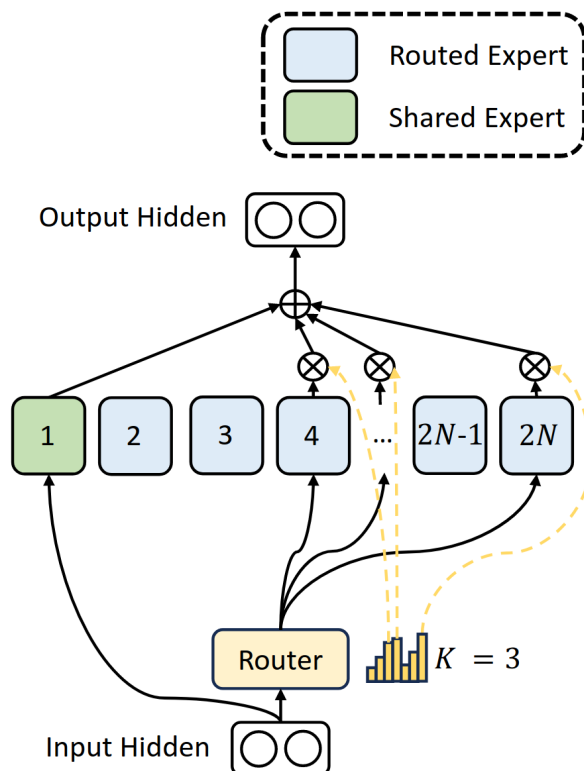 Routed Expert
Shared Expert
Output Hidden
1
2
3
4
...
2N-1
2N
Router
K = 3
Input Hidden